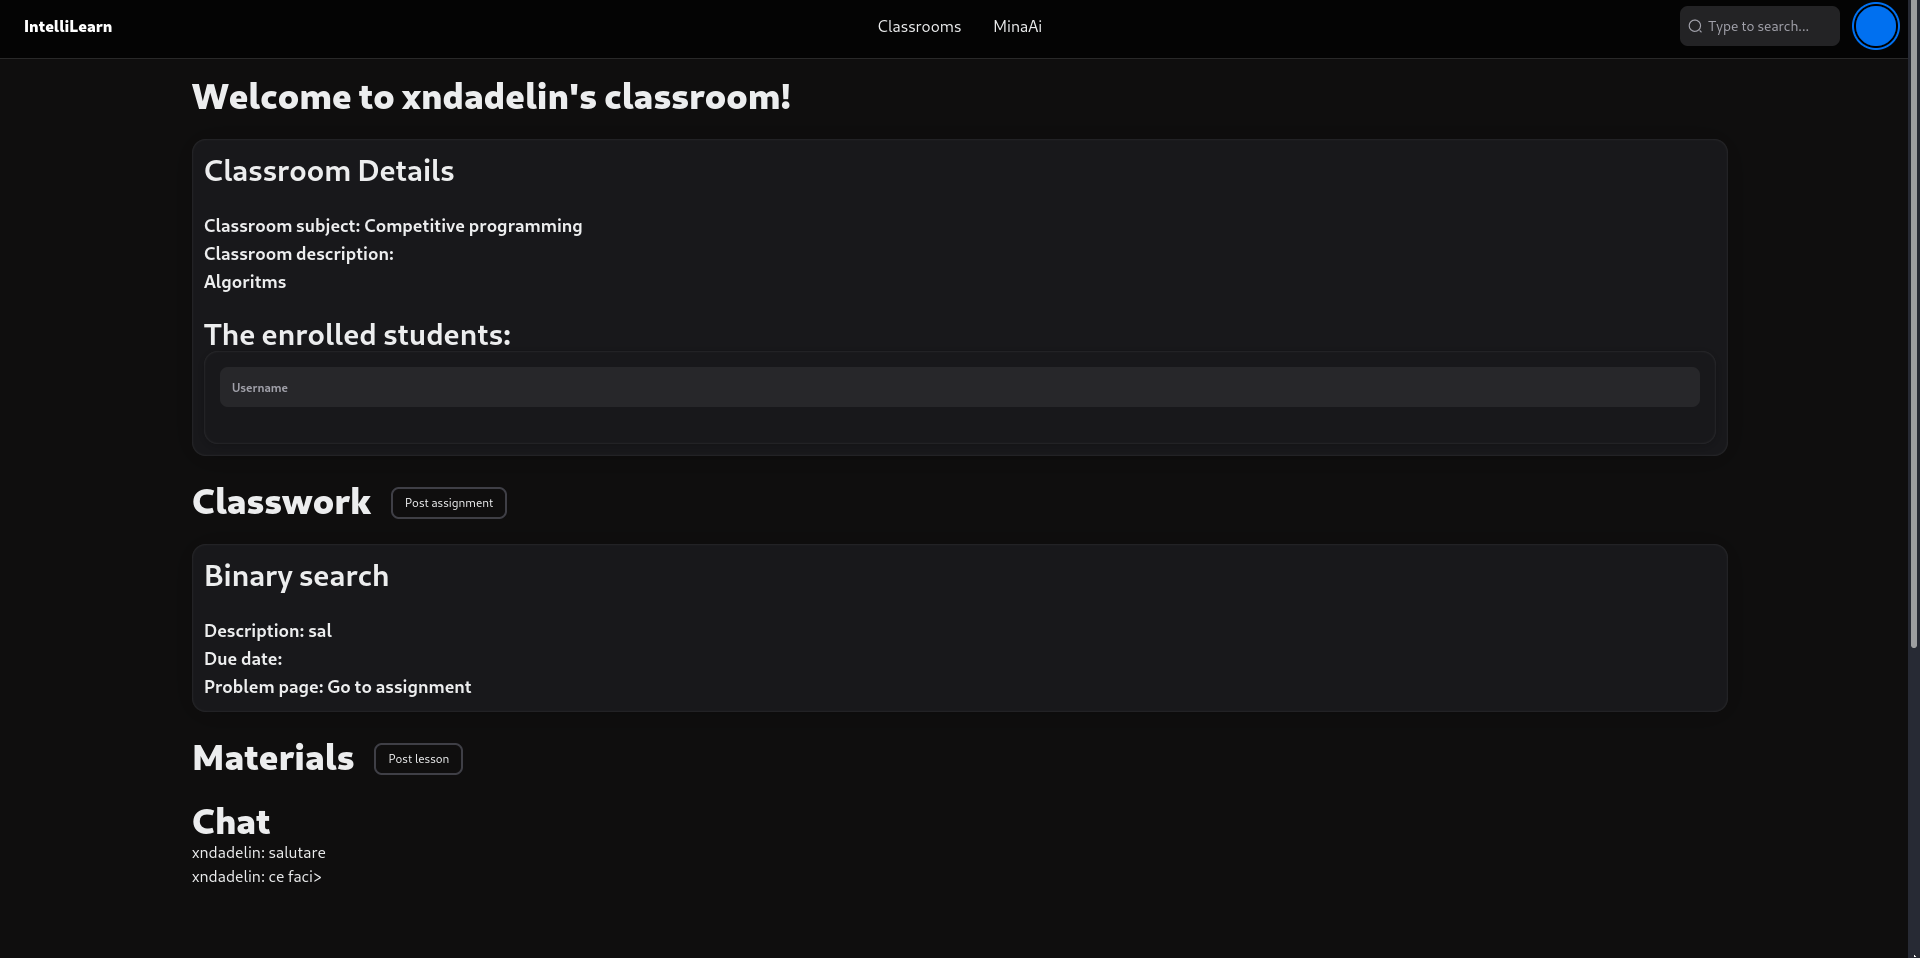 IntelliLearn
Classrooms
MinaAi
Type to search...
Welcome to xndadelin's classroom!
Classroom Details
Classroom subject: Competitive programming
Classroom description:
Algoritms
The enrolled students:
Username
Classwork
Post assignment
Binary search
Description: sal
Due date:
Problem page: Go to assignment
Materials
Post lesson
Chat
xndadelin: salutare
xndadelin: ce faci>